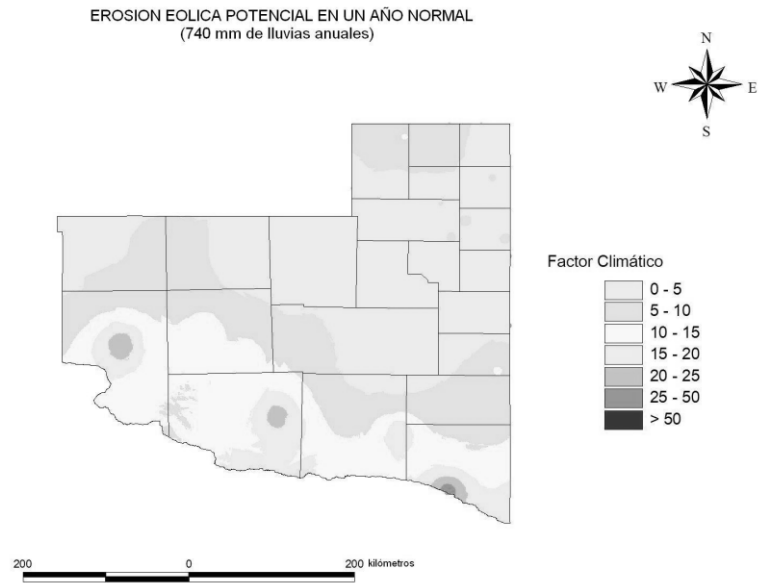 EROSION EOLICA POTENCIAL EN UN AÑO NORMAL
(740 mm de lluvias anuales)
N
W E
S
Factor Climático
0 - 5
5 - 10
10 - 15
15 - 20
20 - 25
25 - 50
> 50
200 0 200 kilómetros